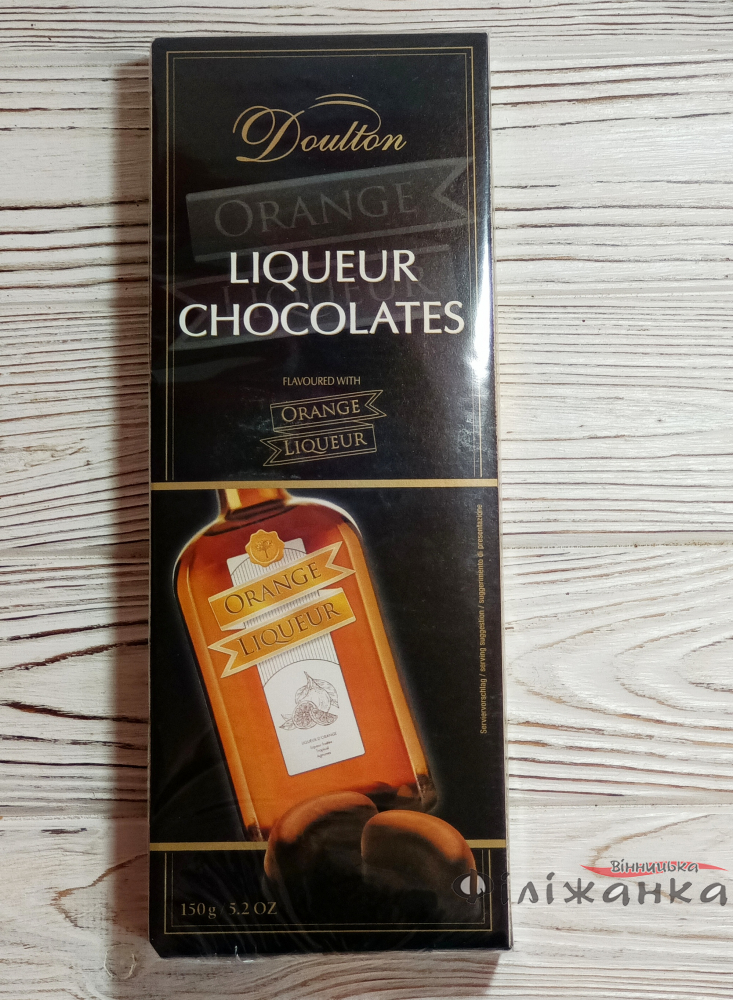 Doulton
ORANGE
LIQUEUR
LIQUEUR
CHOCOLATES
FLAVOURED WITH
ORANGE
LIQUEUR
ORANGE
LIQUEUR
Serviervorschlag / serving suggestion / suggerimento di presentazione
150g 5.2 OZ
Вінницька
Філіжанка